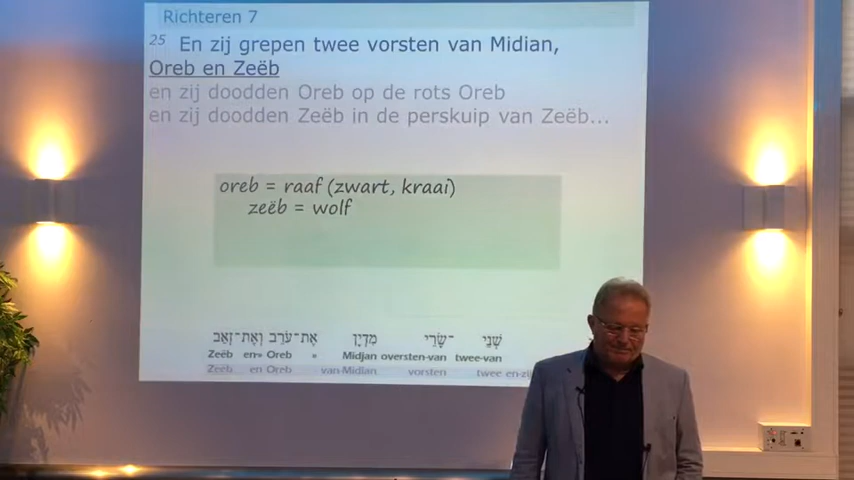 Richteren 7
25 En zij grepen twee vorsten van Midian,
Oreb en Zeëb
en zij doodden Oreb op de rots Oreb
en zij doodden Zeëb in de perskuip van Zeëb...
oreb = raaf (zwart, kraai)
zeëb = wolf
שְׁנֵי ־שָׂרֵי מִדְיָן אֶת־עֹרֵב וְאֶת־זְאֵב
Zeëb en» Oreb » Midjan oversten-van twee-van
Zeëb en Oreb van-Midian vorsten twee en-zij